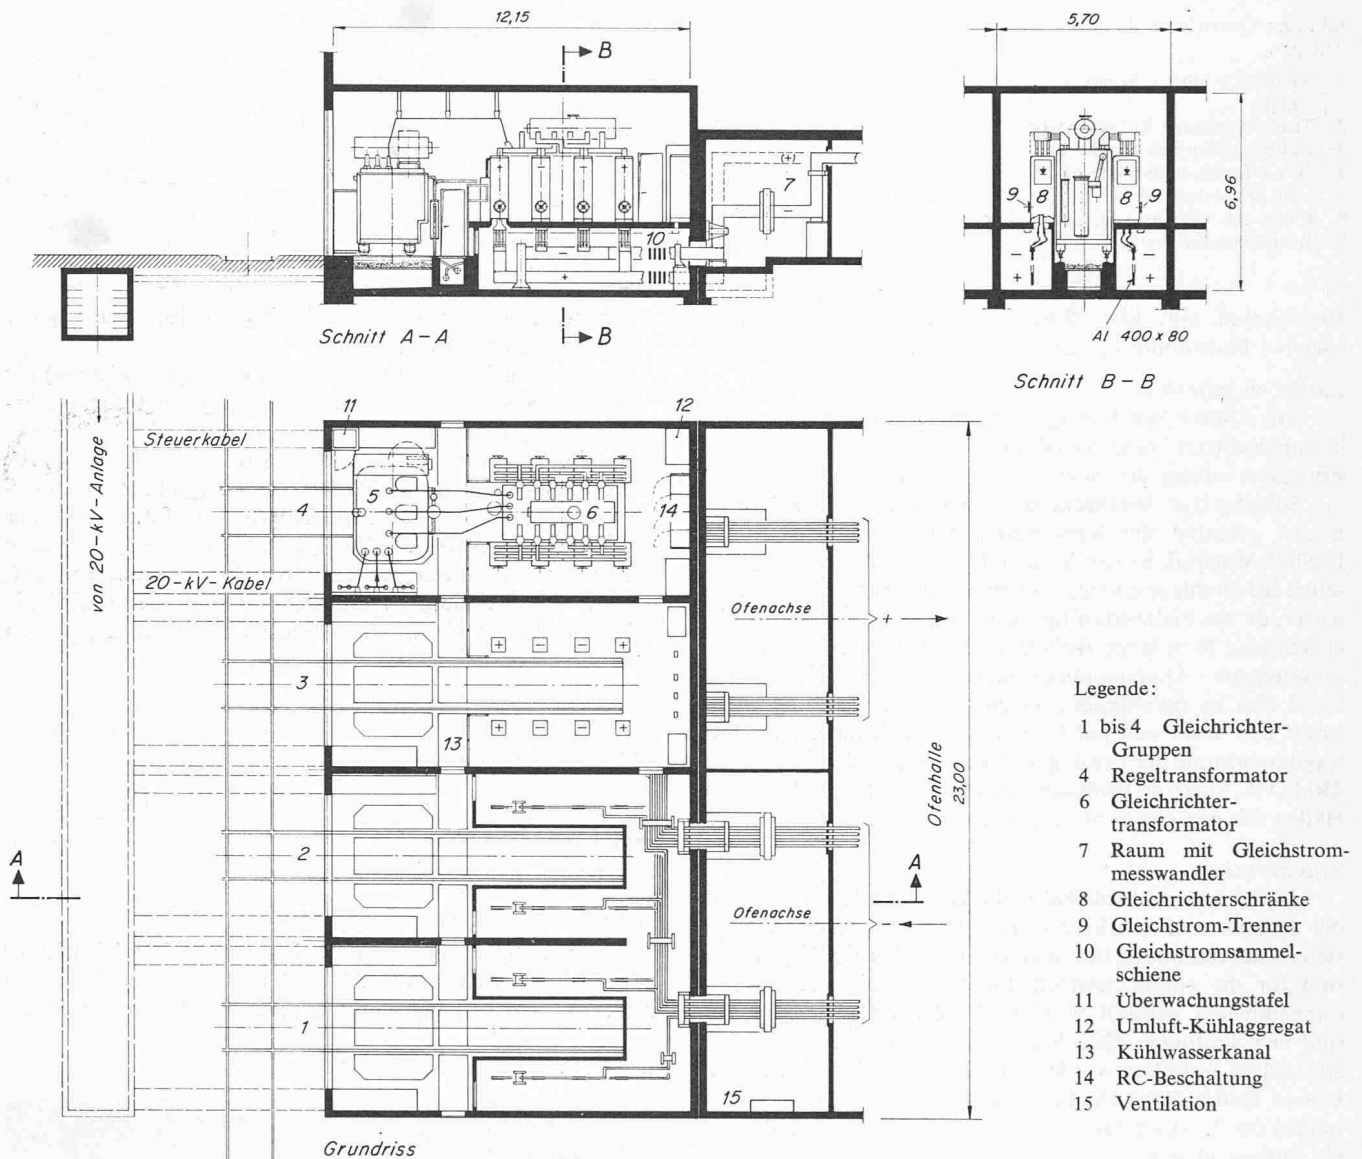 12,15
B
(+)
7
10
−
+
B
Schnitt A–A
5,70
9
8
8
9
6,96
− +
− +
Al 400 x 80
Schnitt B–B
von 20-kV-Anlage
Steuerkabel
20-kV-Kabel
11
12
4
5
6
14
Ofenachse
+
3
+ − − +
+ − − +
13
2
A
A
Ofenachse
−
1
15
Ofenhalle
23,00
Grundriss
Legende:
1 bis 4 Gleichrichter-
Gruppen
4 Regeltransformator
6 Gleichrichter-
transformator
7 Raum mit Gleichstrom-
messwandler
8 Gleichrichterschränke
9 Gleichstrom-Trenner
10 Gleichstromsammel-
schiene
11 Überwachungstafel
12 Umluft-Kühlaggregat
13 Kühlwasserkanal
14 RC-Beschaltung
15 Ventilation